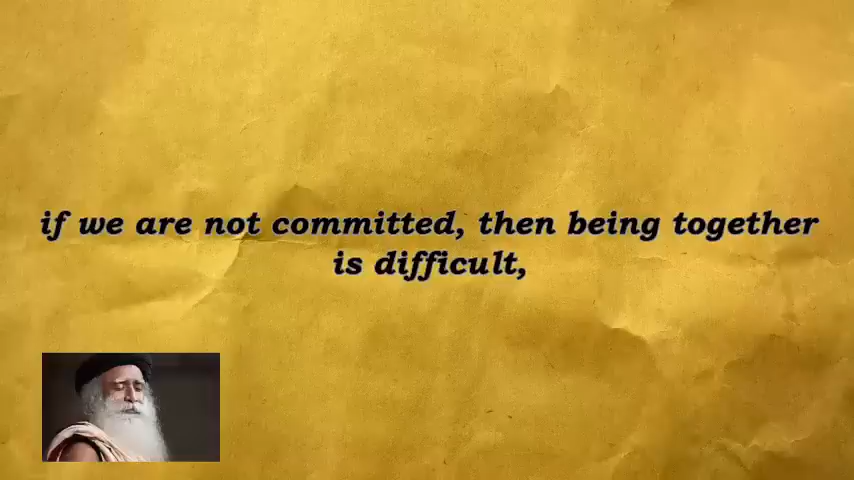 if we are not committed, then being together
is difficult,